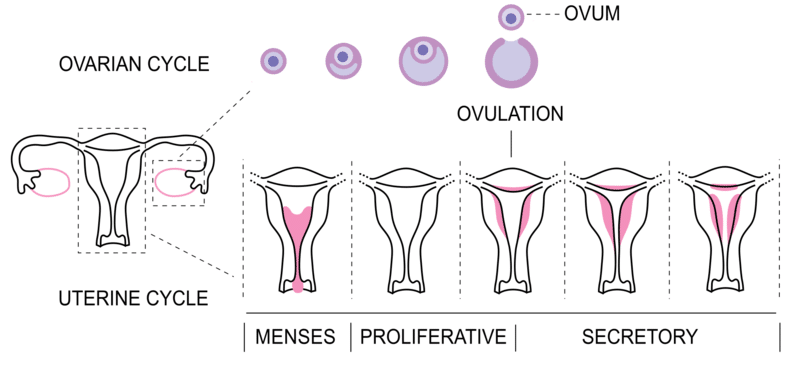 OVUM
OVARIAN CYCLE
OVULATION
UTERINE CYCLE
MENSES
PROLIFERATIVE
SECRETORY